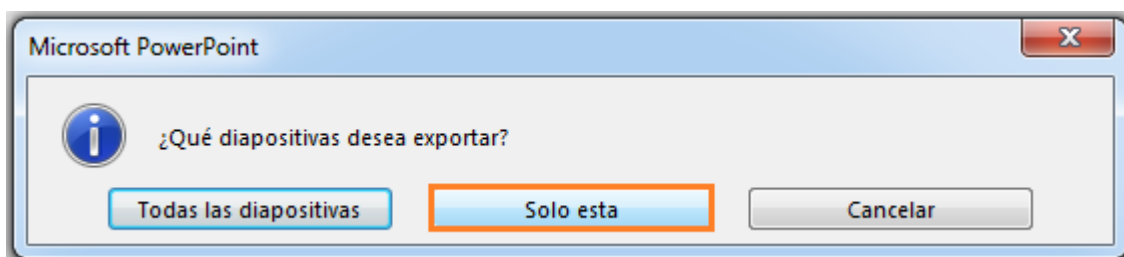 Microsoft PowerPoint
¿Qué diapositivas desea exportar?
Todas las diapositivas Solo esta Cancelar